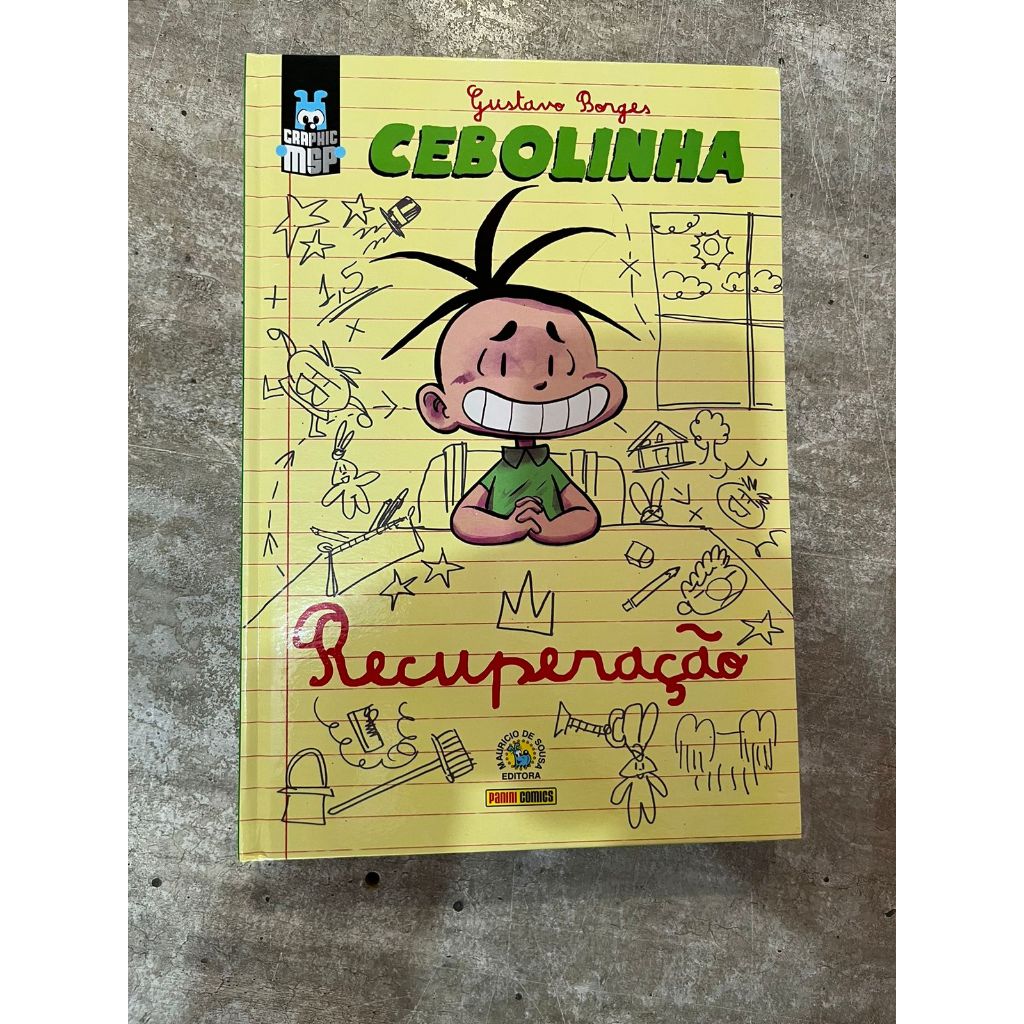 Gustavo Borges
GRAPHIC
MSP
CEBOLINHA
1,5
Recuperação
MAURICIO DE SOUSA
EDITORA
PANINI COMICS